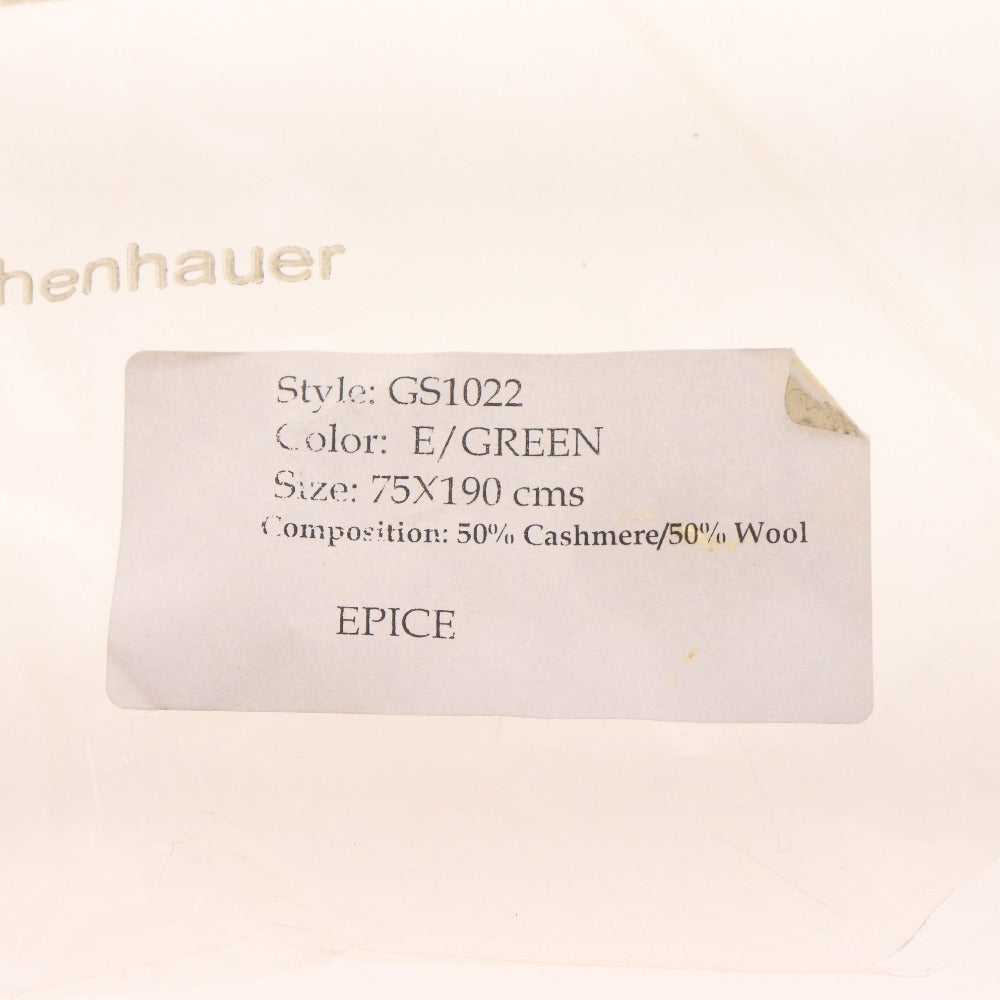 henhauer
Style: GS1022
Color: E/GREEN
Size: 75X190 cms
Composition: 50% Cashmere/50% Wool
EPICE